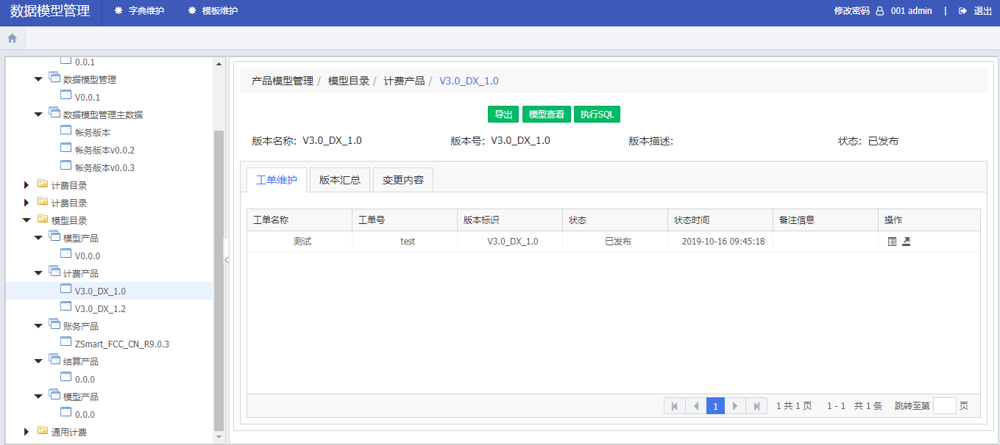 数据模型管理 字典维护 模板维护 修改密码 001 admin | 退出
0.0.1
数据模型管理
V0.0.1
数据模型管理主数据
帐务版本
帐务版本v0.0.2
帐务版本v0.0.3
计费目录
计费目录
模型目录
模型产品
V0.0.0
计费产品
V3.0_DX_1.0
V3.0_DX_1.2
账务产品
ZSmart_FCC_CN_R9.0.3
结算产品
0.0.0
模型产品
0.0.0
通用计费
产品模型管理 / 模型目录 / 计费产品 / V3.0_DX_1.0
导出 模型查看 执行SQL
版本名称: V3.0_DX_1.0 版本号: V3.0_DX_1.0 版本描述: 状态: 已发布
工单维护 版本汇总 变更内容
工单名称 工单号 版本标识 状态 状态时间 备注信息 操作
测试 test V3.0_DX_1.0 已发布 2019-10-16 09:45:18
1 1 共 1 页 1 - 1 共 1 条 跳转至第 页